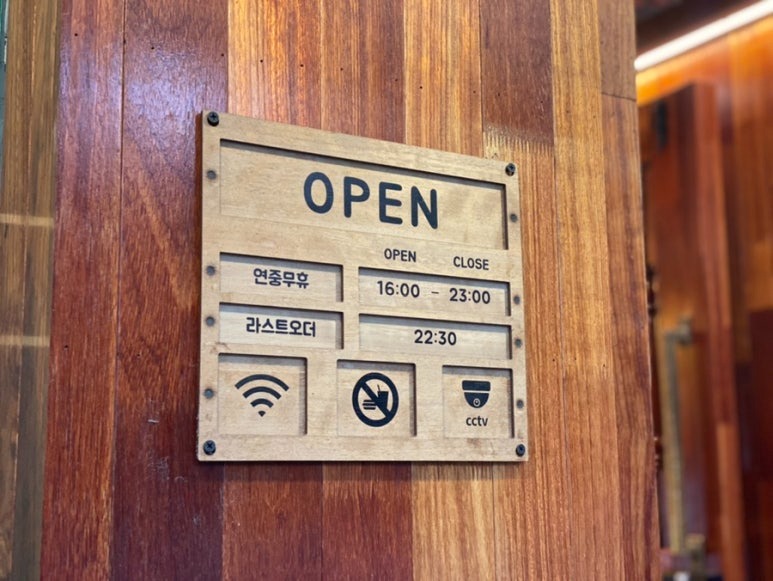 OPEN
OPEN CLOSE
연중무휴 16:00 – 23:00
라스트오더 22:30
cctv